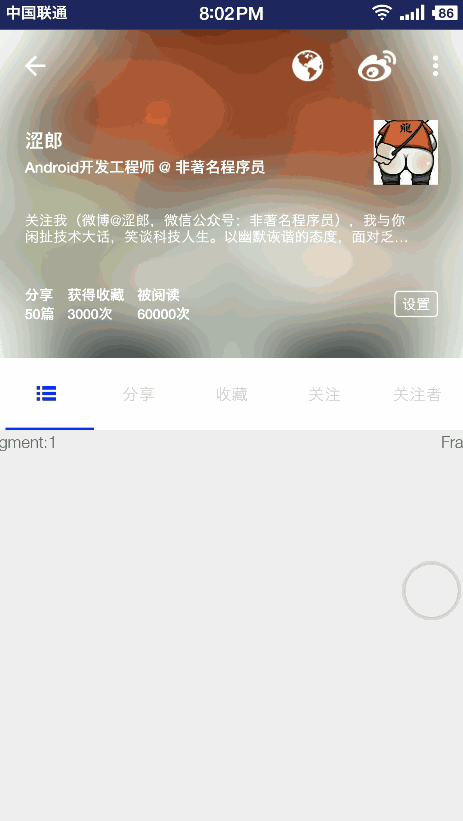 中国联通 8:02PM 86
涩郎
Android开发工程师 @ 非著名程序员
龍
关注我（微博@涩郎，微信公众号：非著名程序员），我与你
闲扯技术大话，笑谈科技人生。以幽默诙谐的态度，面对乏...
分享 获得收藏 被阅读
50篇 3000次 60000次
设置
分享 收藏 关注 关注者
gment:1 Fra